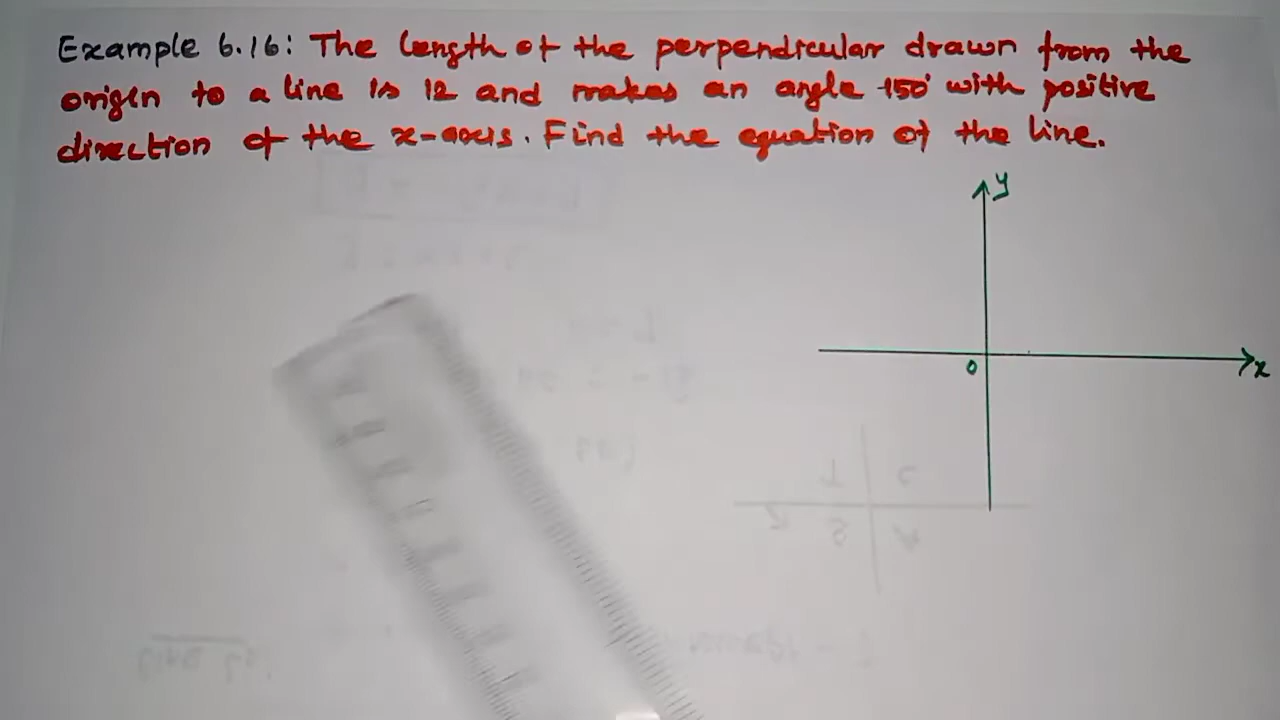 Example 6.16: The length of the perpendicular drawn from the
origin to a line is 12 and makes an angle 150° with positive
direction of the x-axis. Find the equation of the line.
y
0
x